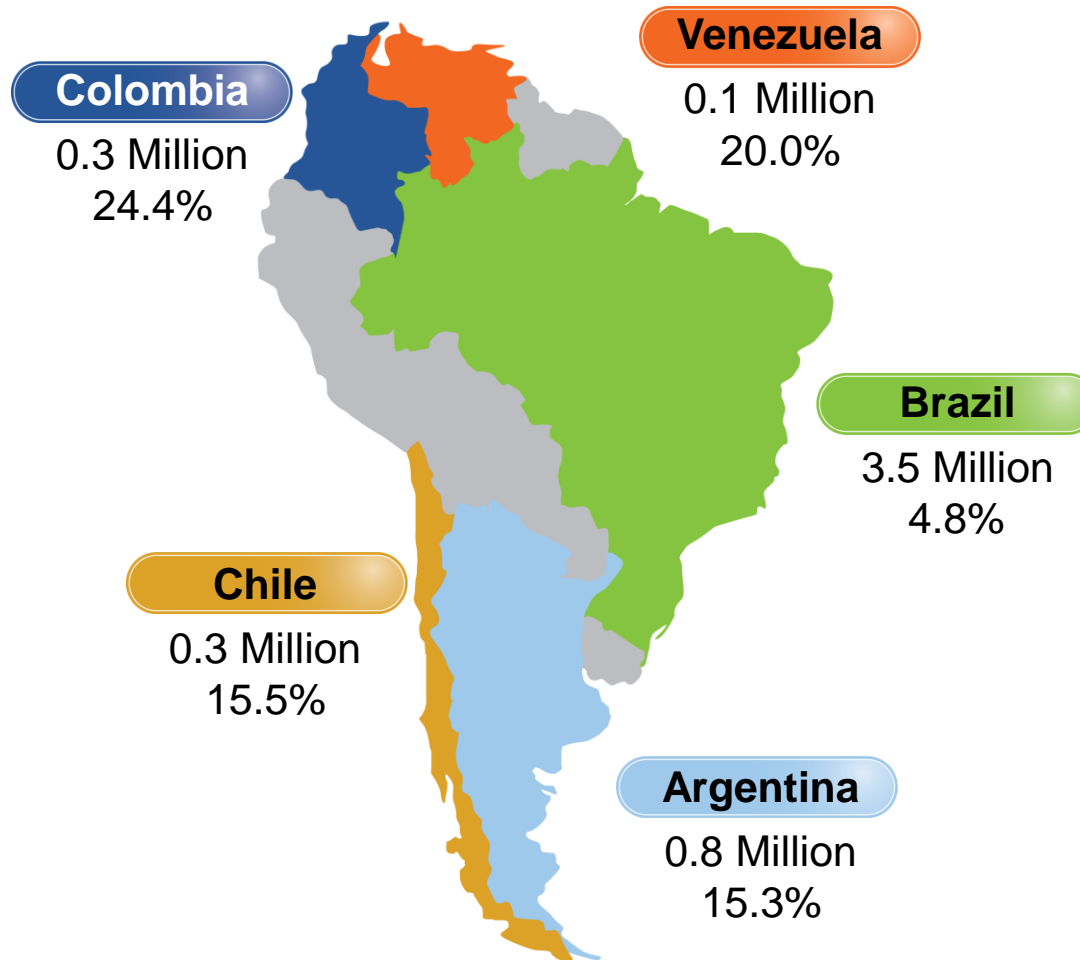 Venezuela
0.1 Million
20.0%
Colombia
0.3 Million
24.4%
Brazil
3.5 Million
4.8%
Chile
0.3 Million
15.5%
Argentina
0.8 Million
15.3%